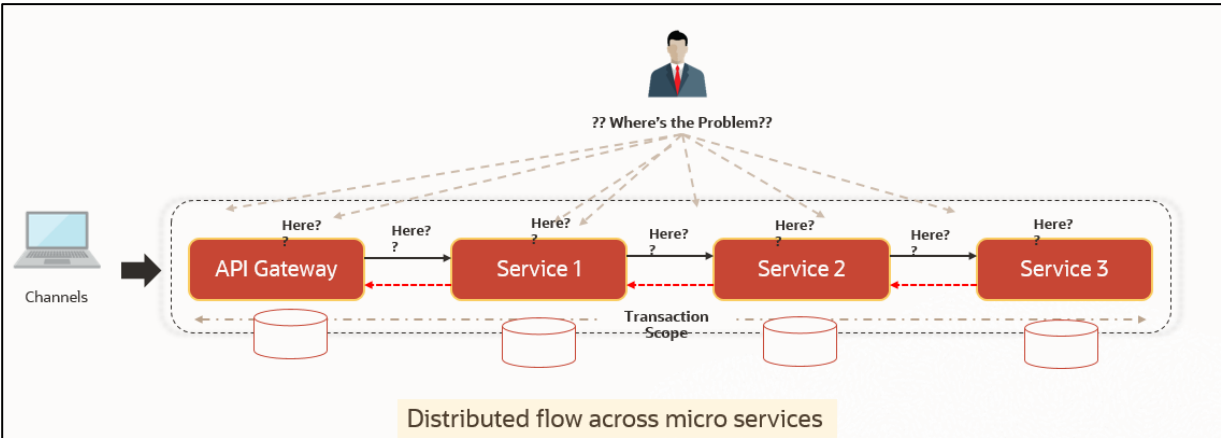 ?? Where's the Problem??
Here?
?
Here?
?
Here?
?
Here?
?
Here?
?
Here?
?
Here?
?
API Gateway
Service 1
Service 2
Service 3
Channels
Transaction
Scope
Distributed flow across micro services